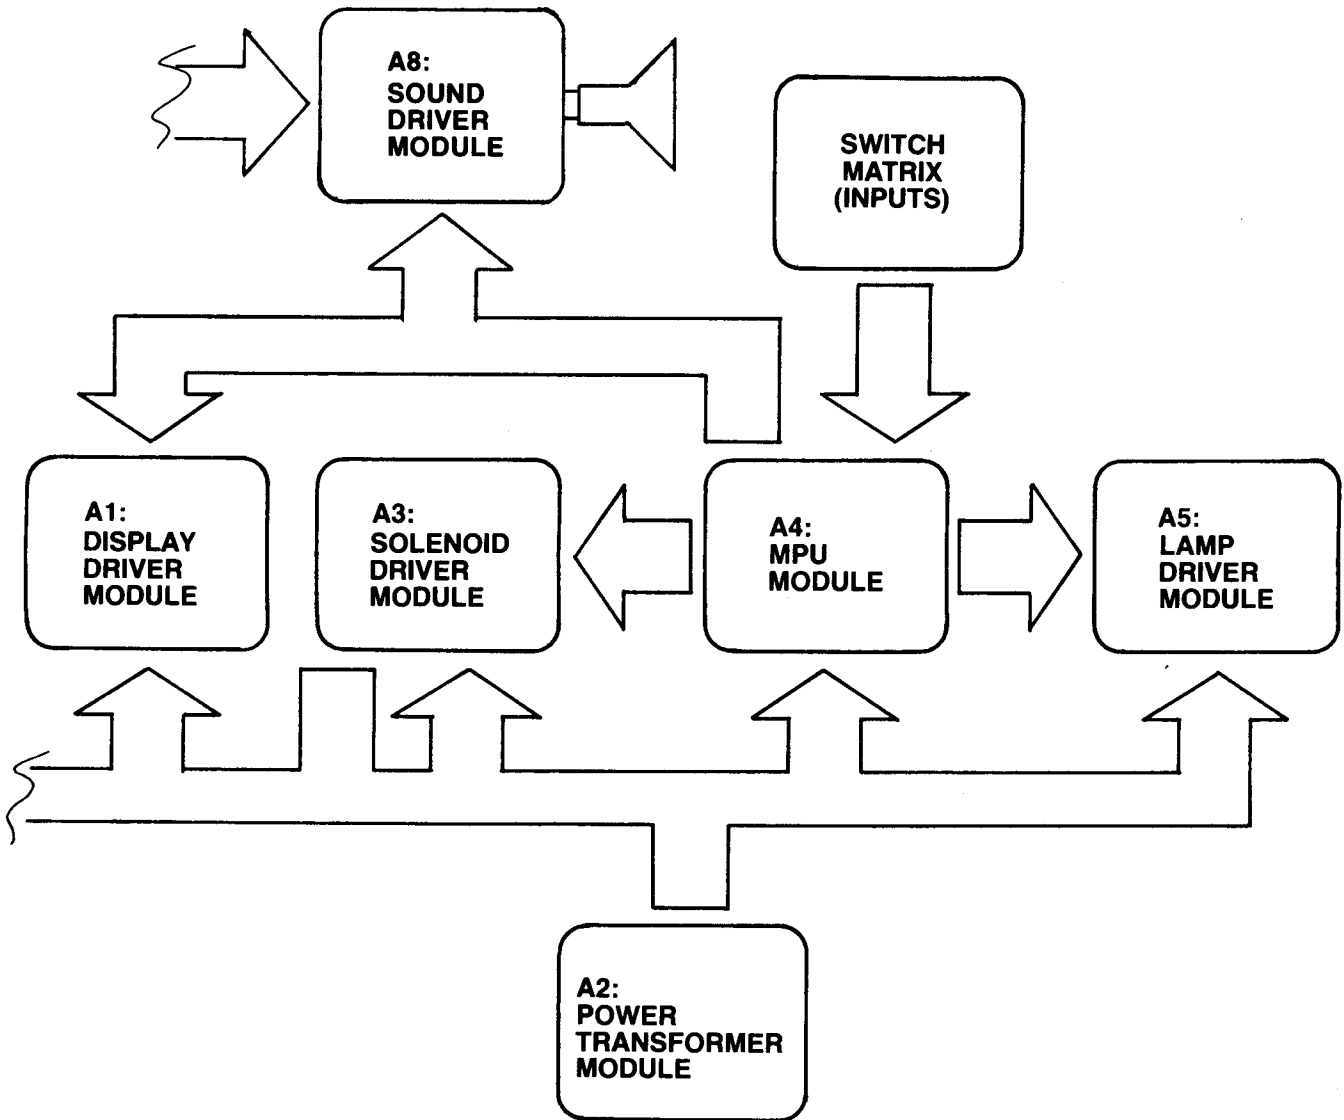 A8:
SOUND
DRIVER
MODULE
SWITCH
MATRIX
(INPUTS)
A1:
DISPLAY
DRIVER
MODULE
A3:
SOLENOID
DRIVER
MODULE
A4:
MPU
MODULE
A5:
LAMP
DRIVER
MODULE
A2:
POWER
TRANSFORMER
MODULE